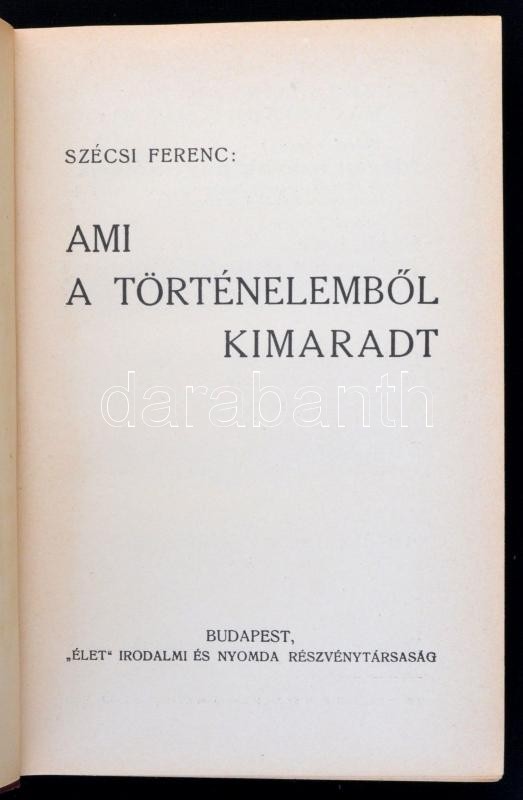 SZÉCSI FERENC:
AMI
A TÖRTÉNELEMBŐL
KIMARADT
darabanth
BUDAPEST,
„ÉLET“ IRODALMI ÉS NYOMDA RÉSZVÉNYTÁRSASÁG